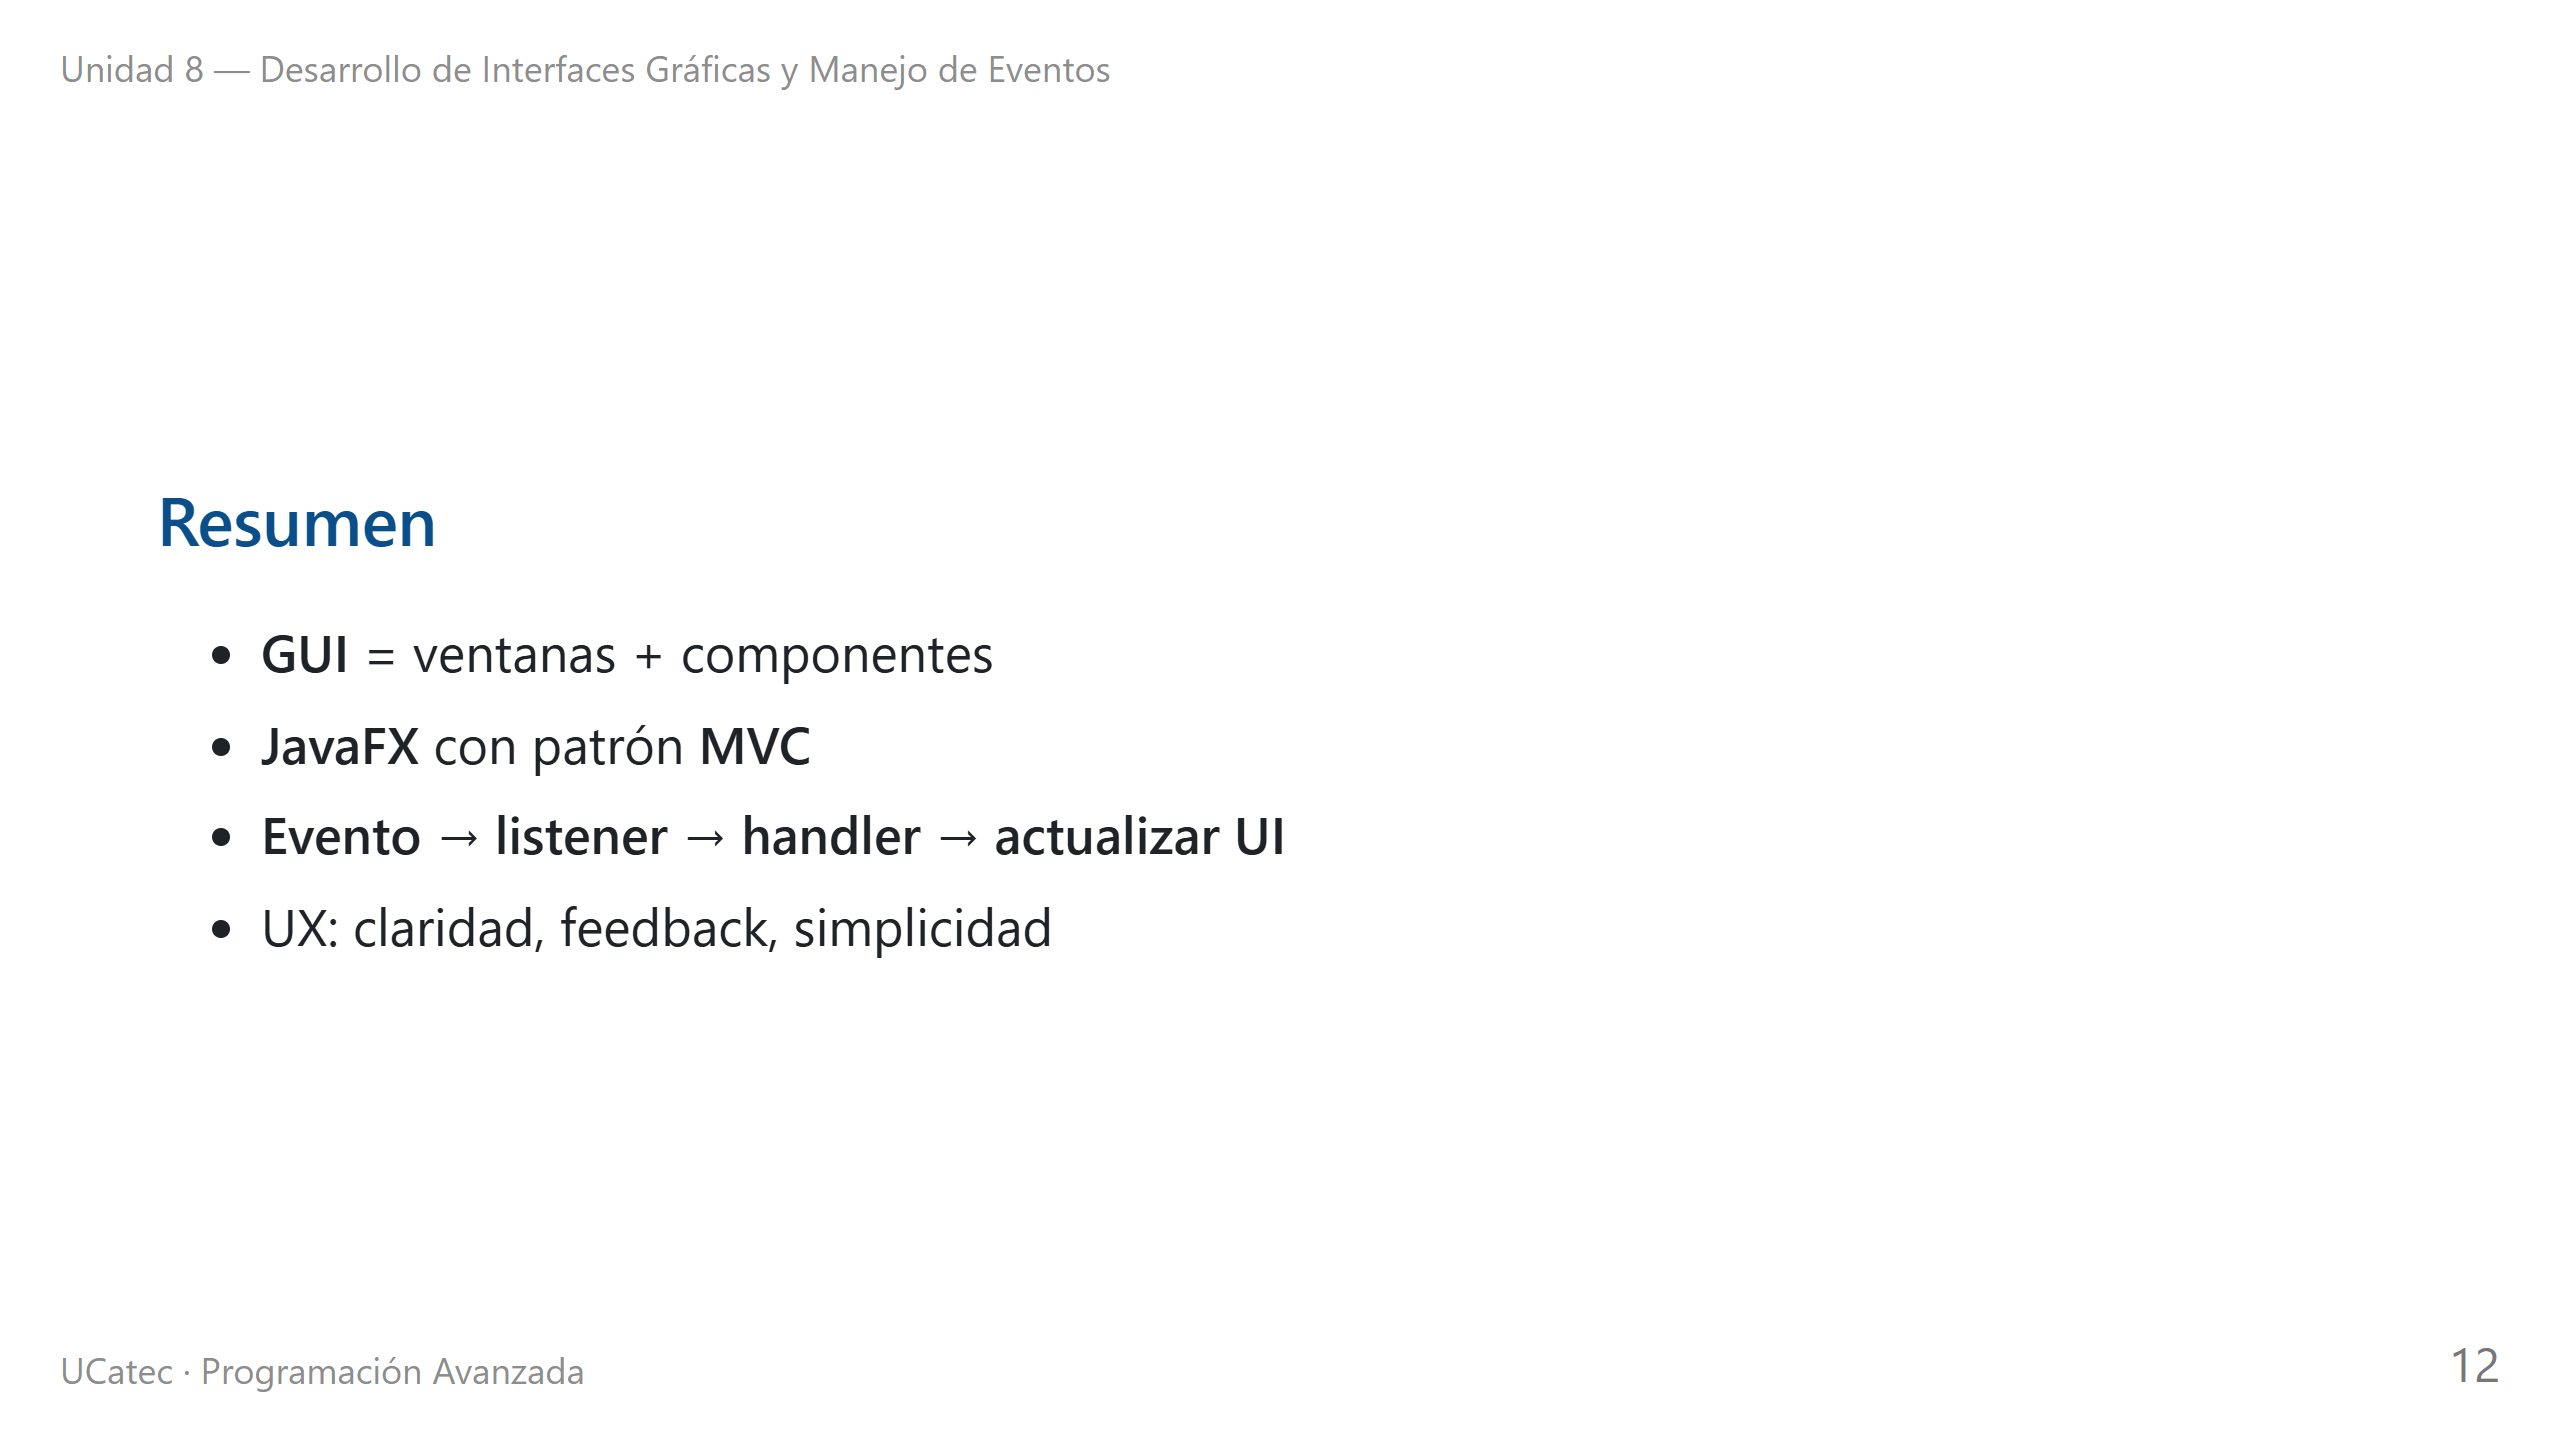 Unidad 8 — Desarrollo de Interfaces Gráficas y Manejo de Eventos
Resumen
• GUI = ventanas + componentes
• JavaFX con patrón MVC
• Evento → listener → handler → actualizar UI
• UX: claridad, feedback, simplicidad
UCatec · Programación Avanzada
12